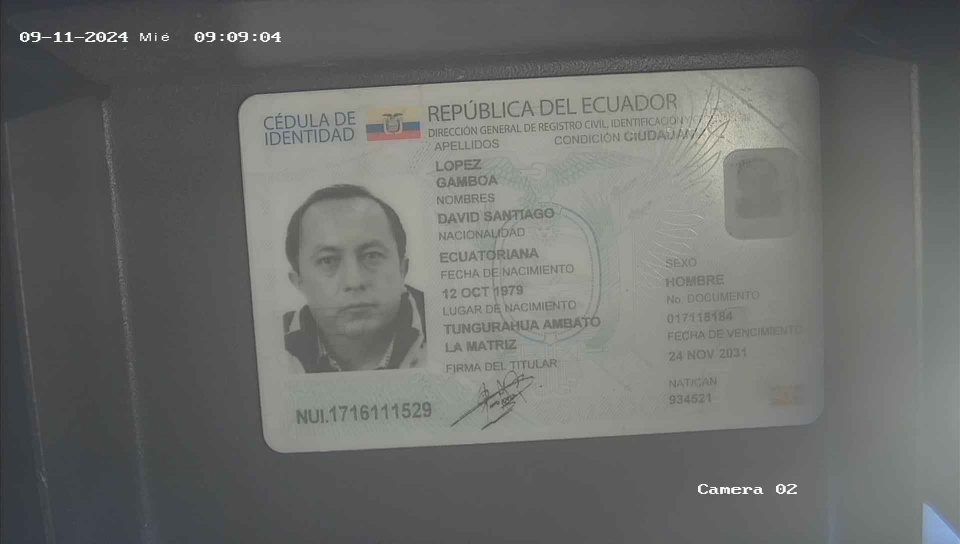 09-11-2024 Mié 09:09:04
CÉDULA DE
IDENTIDAD
REPÚBLICA DEL ECUADOR
DIRECCIÓN GENERAL DE REGISTRO CIVIL, IDENTIFICACIÓN
APELLIDOS
CONDICIÓN CIUDADANÍA
LOPEZ
GAMBOA
NOMBRES
DAVID SANTIAGO
NACIONALIDAD
ECUATORIANA
FECHA DE NACIMIENTO
12 OCT 1979
LUGAR DE NACIMIENTO
TUNGURAHUA AMBATO
LA MATRIZ
FIRMA DEL TITULAR
SEXO
HOMBRE
No. DOCUMENTO
017118184
FECHA DE VENCIMIENTO
24 NOV 2031
NAT/CAN
934521
NUI.1716111529
Camera 02